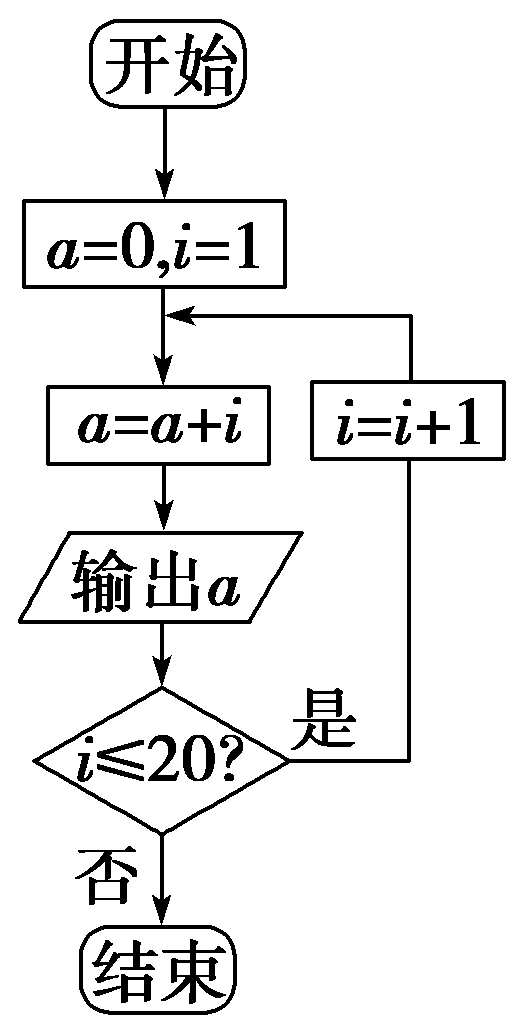 开始
a=0,i=1
a=a+i
i=i+1
输出a
i⩽20?
是
否
结束